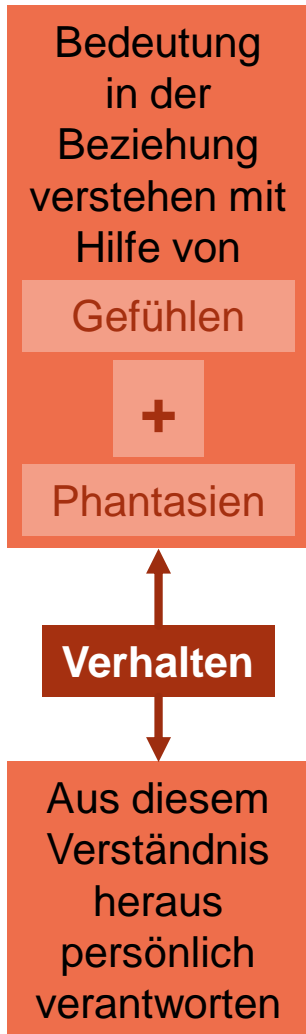 Bedeutung
in der
Beziehung
verstehen mit
Hilfe von
Gefühlen
+
Phantasien
Verhalten
Aus diesem
Verständnis
heraus
persönlich
verantworten